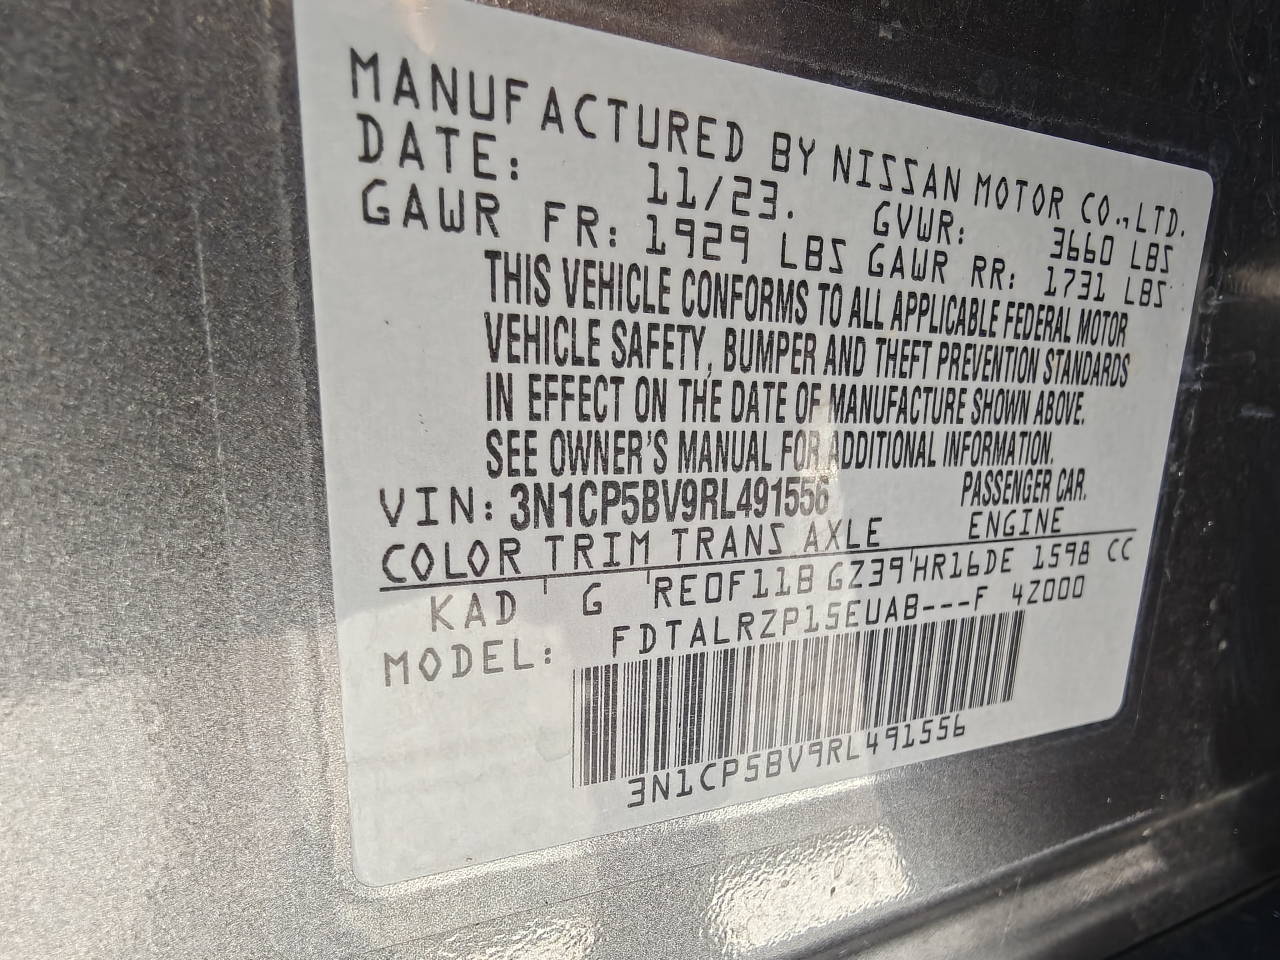 MANUFACTURED BY NISSAN MOTOR CO.,LTD.
DATE: 11/23. GVWR: 3660 LBS
GAWR FR: 1929 LBS GAWR RR: 1731 LBS
THIS VEHICLE CONFORMS TO ALL APPLICABLE FEDERAL MOTOR
VEHICLE SAFETY, BUMPER AND THEFT PREVENTION STANDARDS
IN EFFECT ON THE DATE OF MANUFACTURE SHOWN ABOVE.
SEE OWNER'S MANUAL FOR ADDITIONAL INFORMATION.
VIN: 3N1CP5BV9RL491556 PASSENGER CAR.
COLOR TRIM TRANS AXLE ENGINE
KAD G RE0F11B GZ39 HR16DE 1598 CC
MODEL: FDTALRZP15EUAB---F 4Z000
3N1CP5BV9RL491556